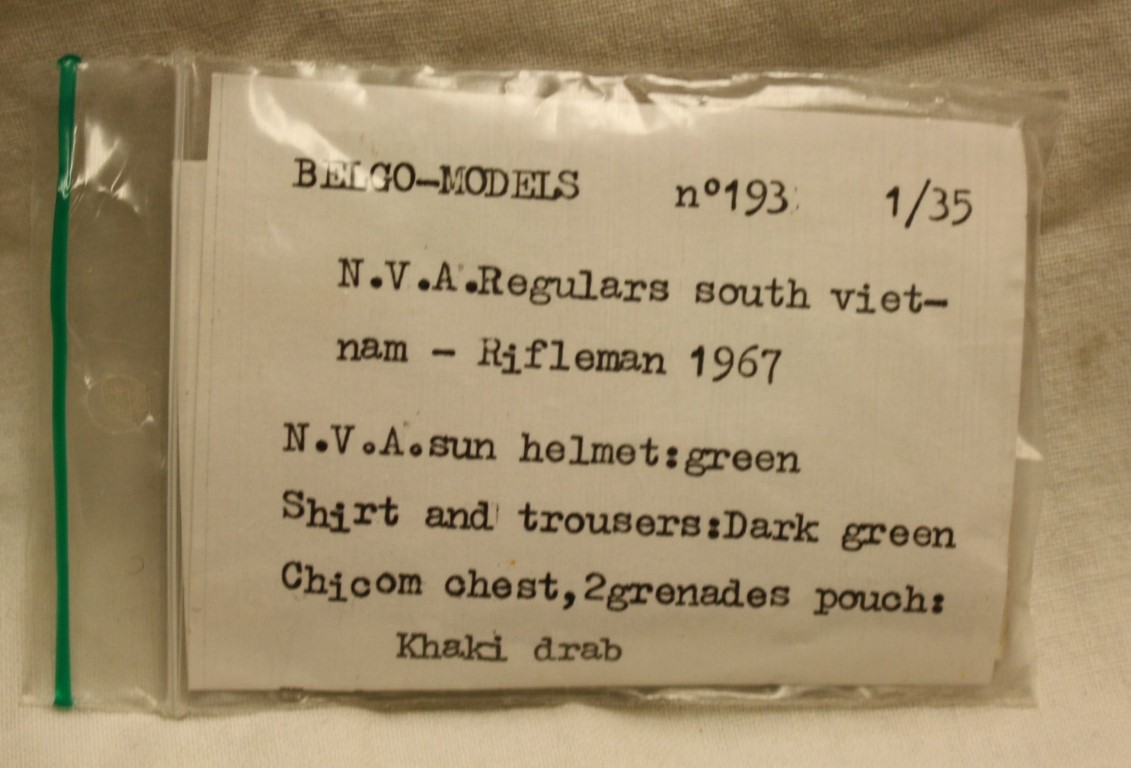 BELGO-MODELS n°193 1/35
N.V.A.Regulars south viet-
nam - Rifleman 1967
N.V.A.sun helmet:green
Shirt and trousers:Dark green
Chicom chest,2grenades pouch:
Khaki drab